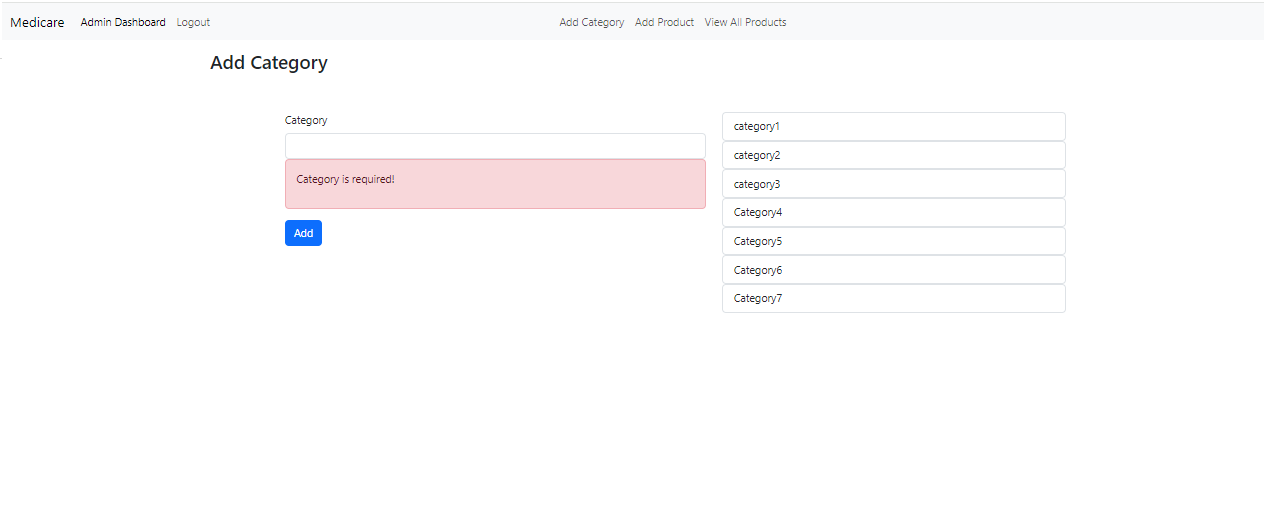 Medicare Admin Dashboard Logout Add Category Add Product View All Products
Add Category
Category
Category is required!
Add
category1
category2
category3
Category4
Category5
Category6
Category7